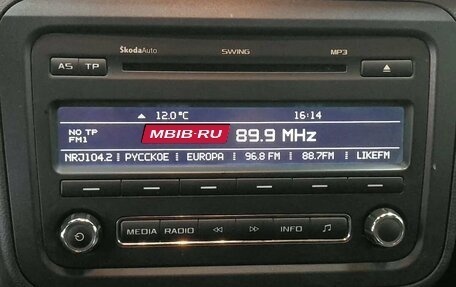 ŠkodaAuto SWING MP3
AS TP
12.0°C 16:14
NO TP
FM1
MBIB-RU 89.9 MHz
NRJ104.2 РУССКОЕ EUROPA 96.8 FM 88.7FM LIKEFM
MEDIA RADIO INFO